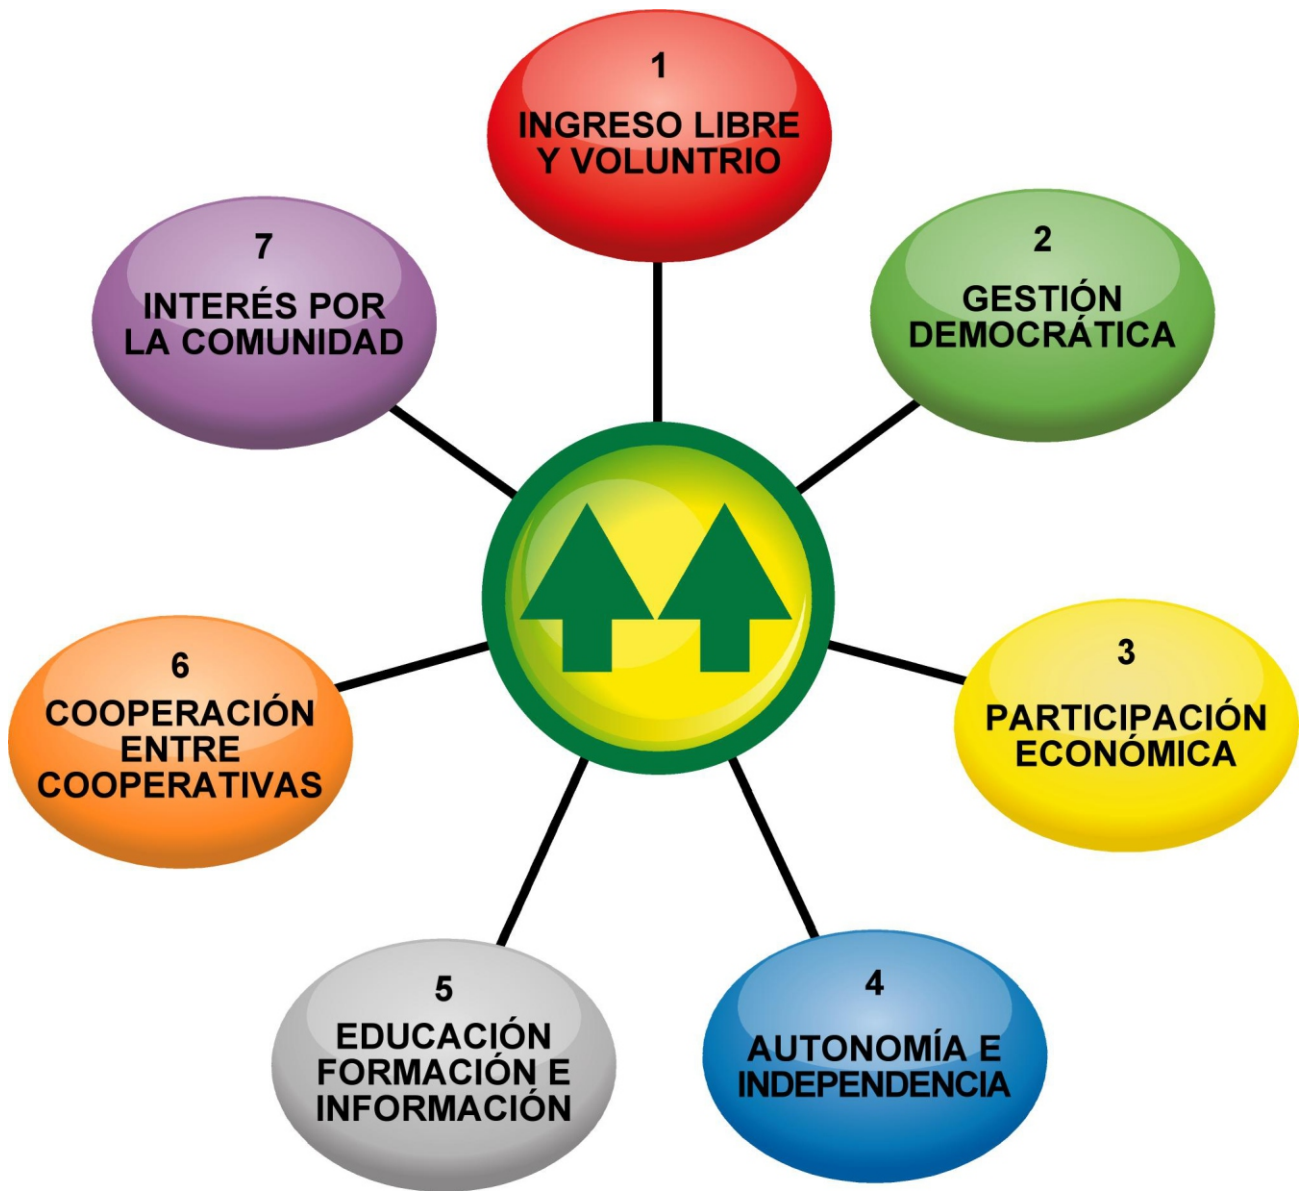 1
INGRESO LIBRE
Y VOLUNTRIO
2
GESTIÓN
DEMOCRÁTICA
3
PARTICIPACIÓN
ECONÓMICA
4
AUTONOMÍA E
INDEPENDENCIA
5
EDUCACIÓN
FORMACIÓN E
INFORMACIÓN
6
COOPERACIÓN
ENTRE
COOPERATIVAS
7
INTERÉS POR
LA COMUNIDAD